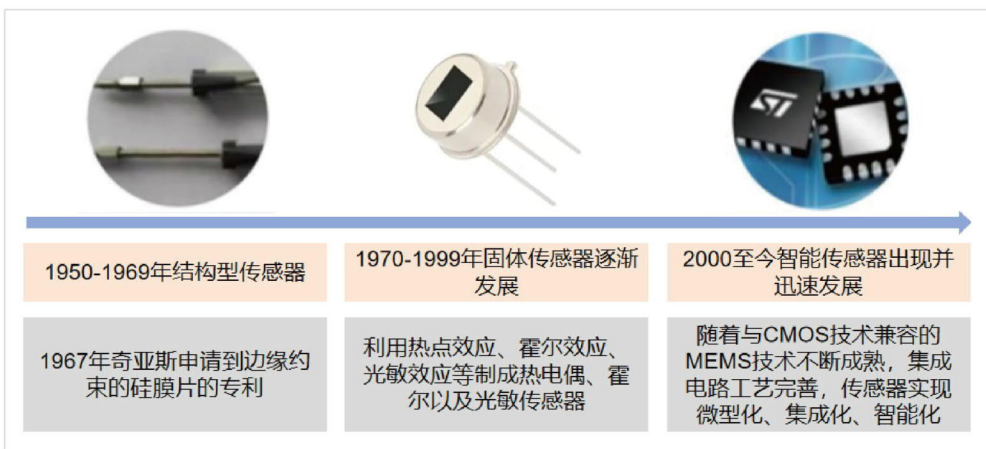 ST
1950-1969年结构型传感器
1970-1999年固体传感器逐渐
发展
2000至今智能传感器出现并
迅速发展
1967年奇亚斯申请到边缘约
束的硅膜片的专利
利用热点效应、霍尔效应、
光敏效应等制成热电偶、霍
尔以及光敏传感器
随着与CMOS技术兼容的
MEMS技术不断成熟，集成
电路工艺完善，传感器实现
微型化、集成化、智能化